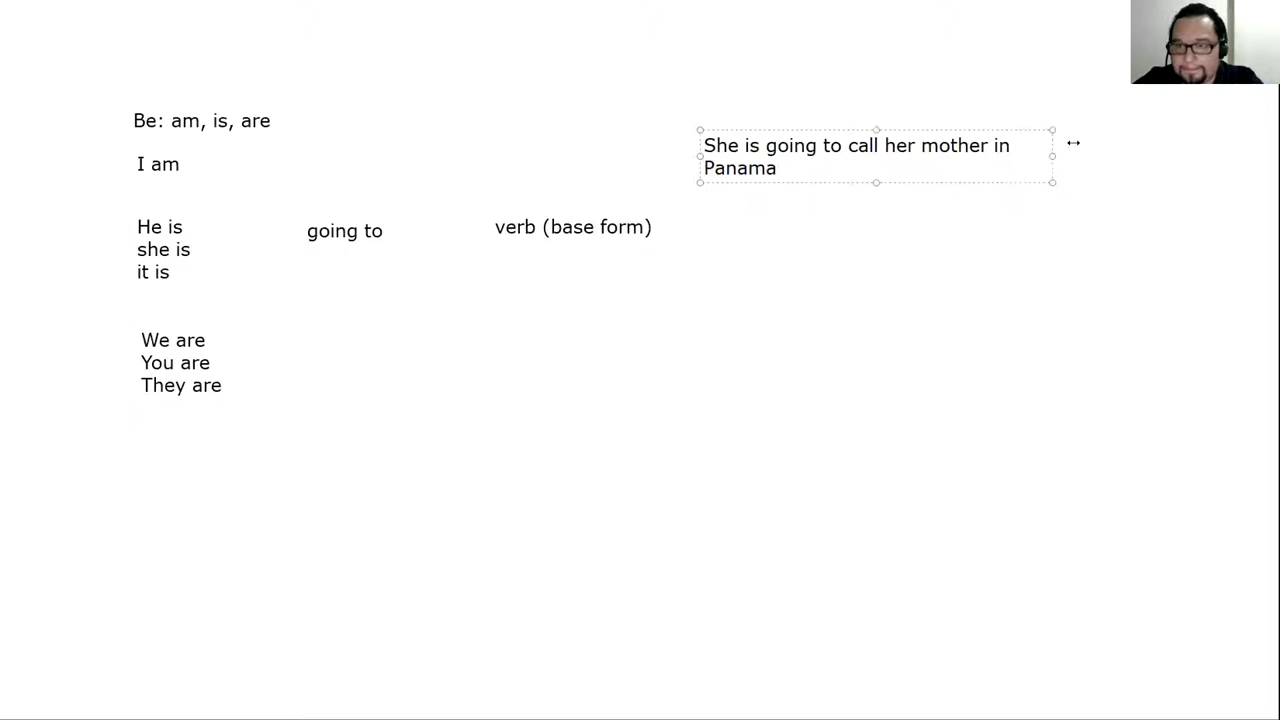 Be: am, is, are
I am
He is
she is
it is
going to
verb (base form)
We are
You are
They are
She is going to call her mother in
Panama